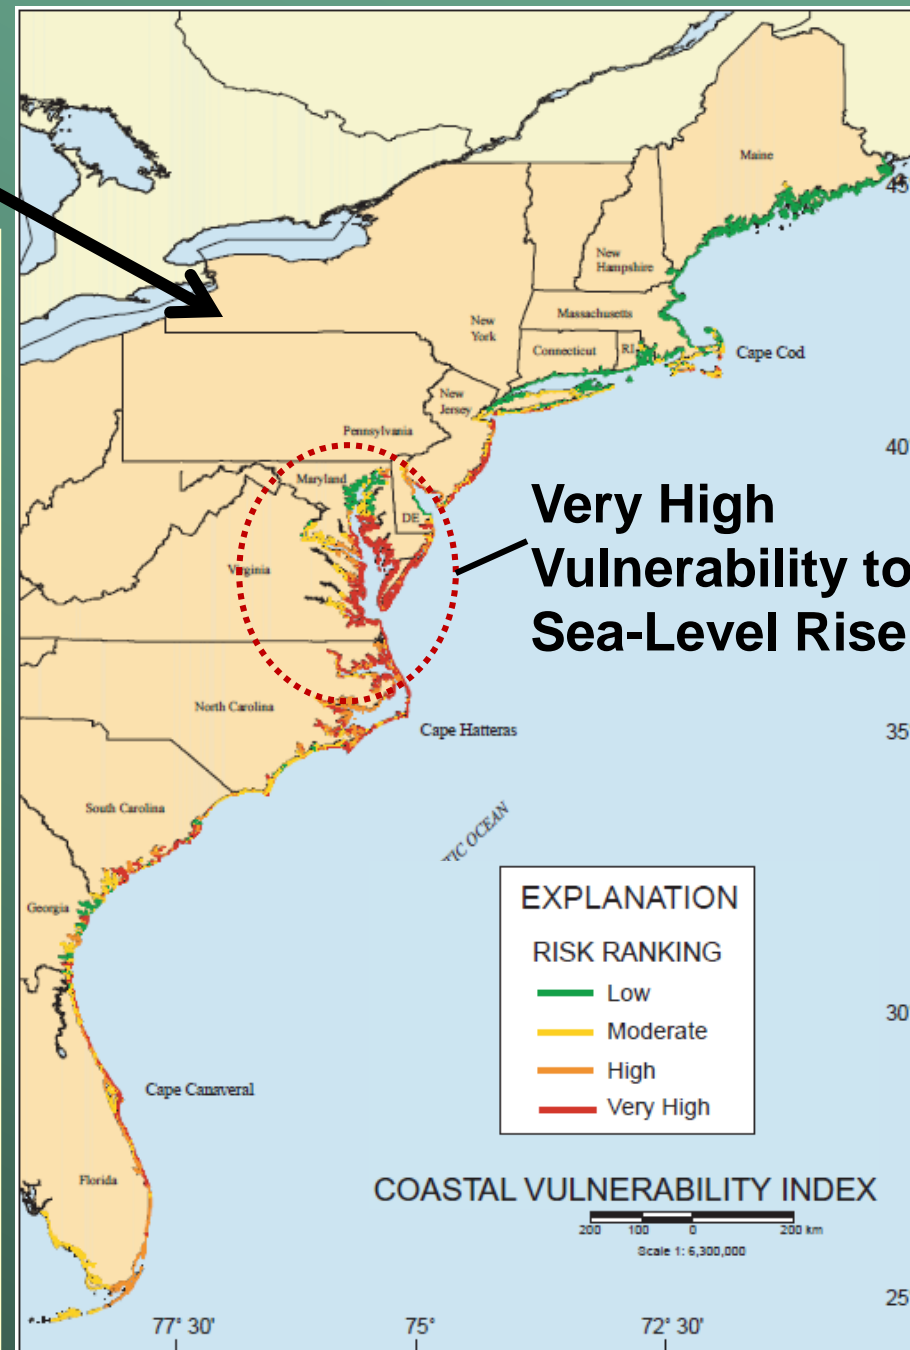 Maine
45
New
Hampshire
Massachusetts
New
York
Connecticut
RI
Cape Cod
New
Jersey
Pennsylvania
40
Maryland
DE
Very High
Vulnerability to
Sea-Level Rise
Virginia
North Carolina
Cape Hatteras
35
South Carolina
TIC OCEAN
Georgia
EXPLANATION
RISK RANKING
Low
Moderate
High
Very High
30
Cape Canaveral
Florida
COASTAL VULNERABILITY INDEX
200 100 0 200 km
Scale 1: 6,300,000
25
77° 30' 75° 72° 30'